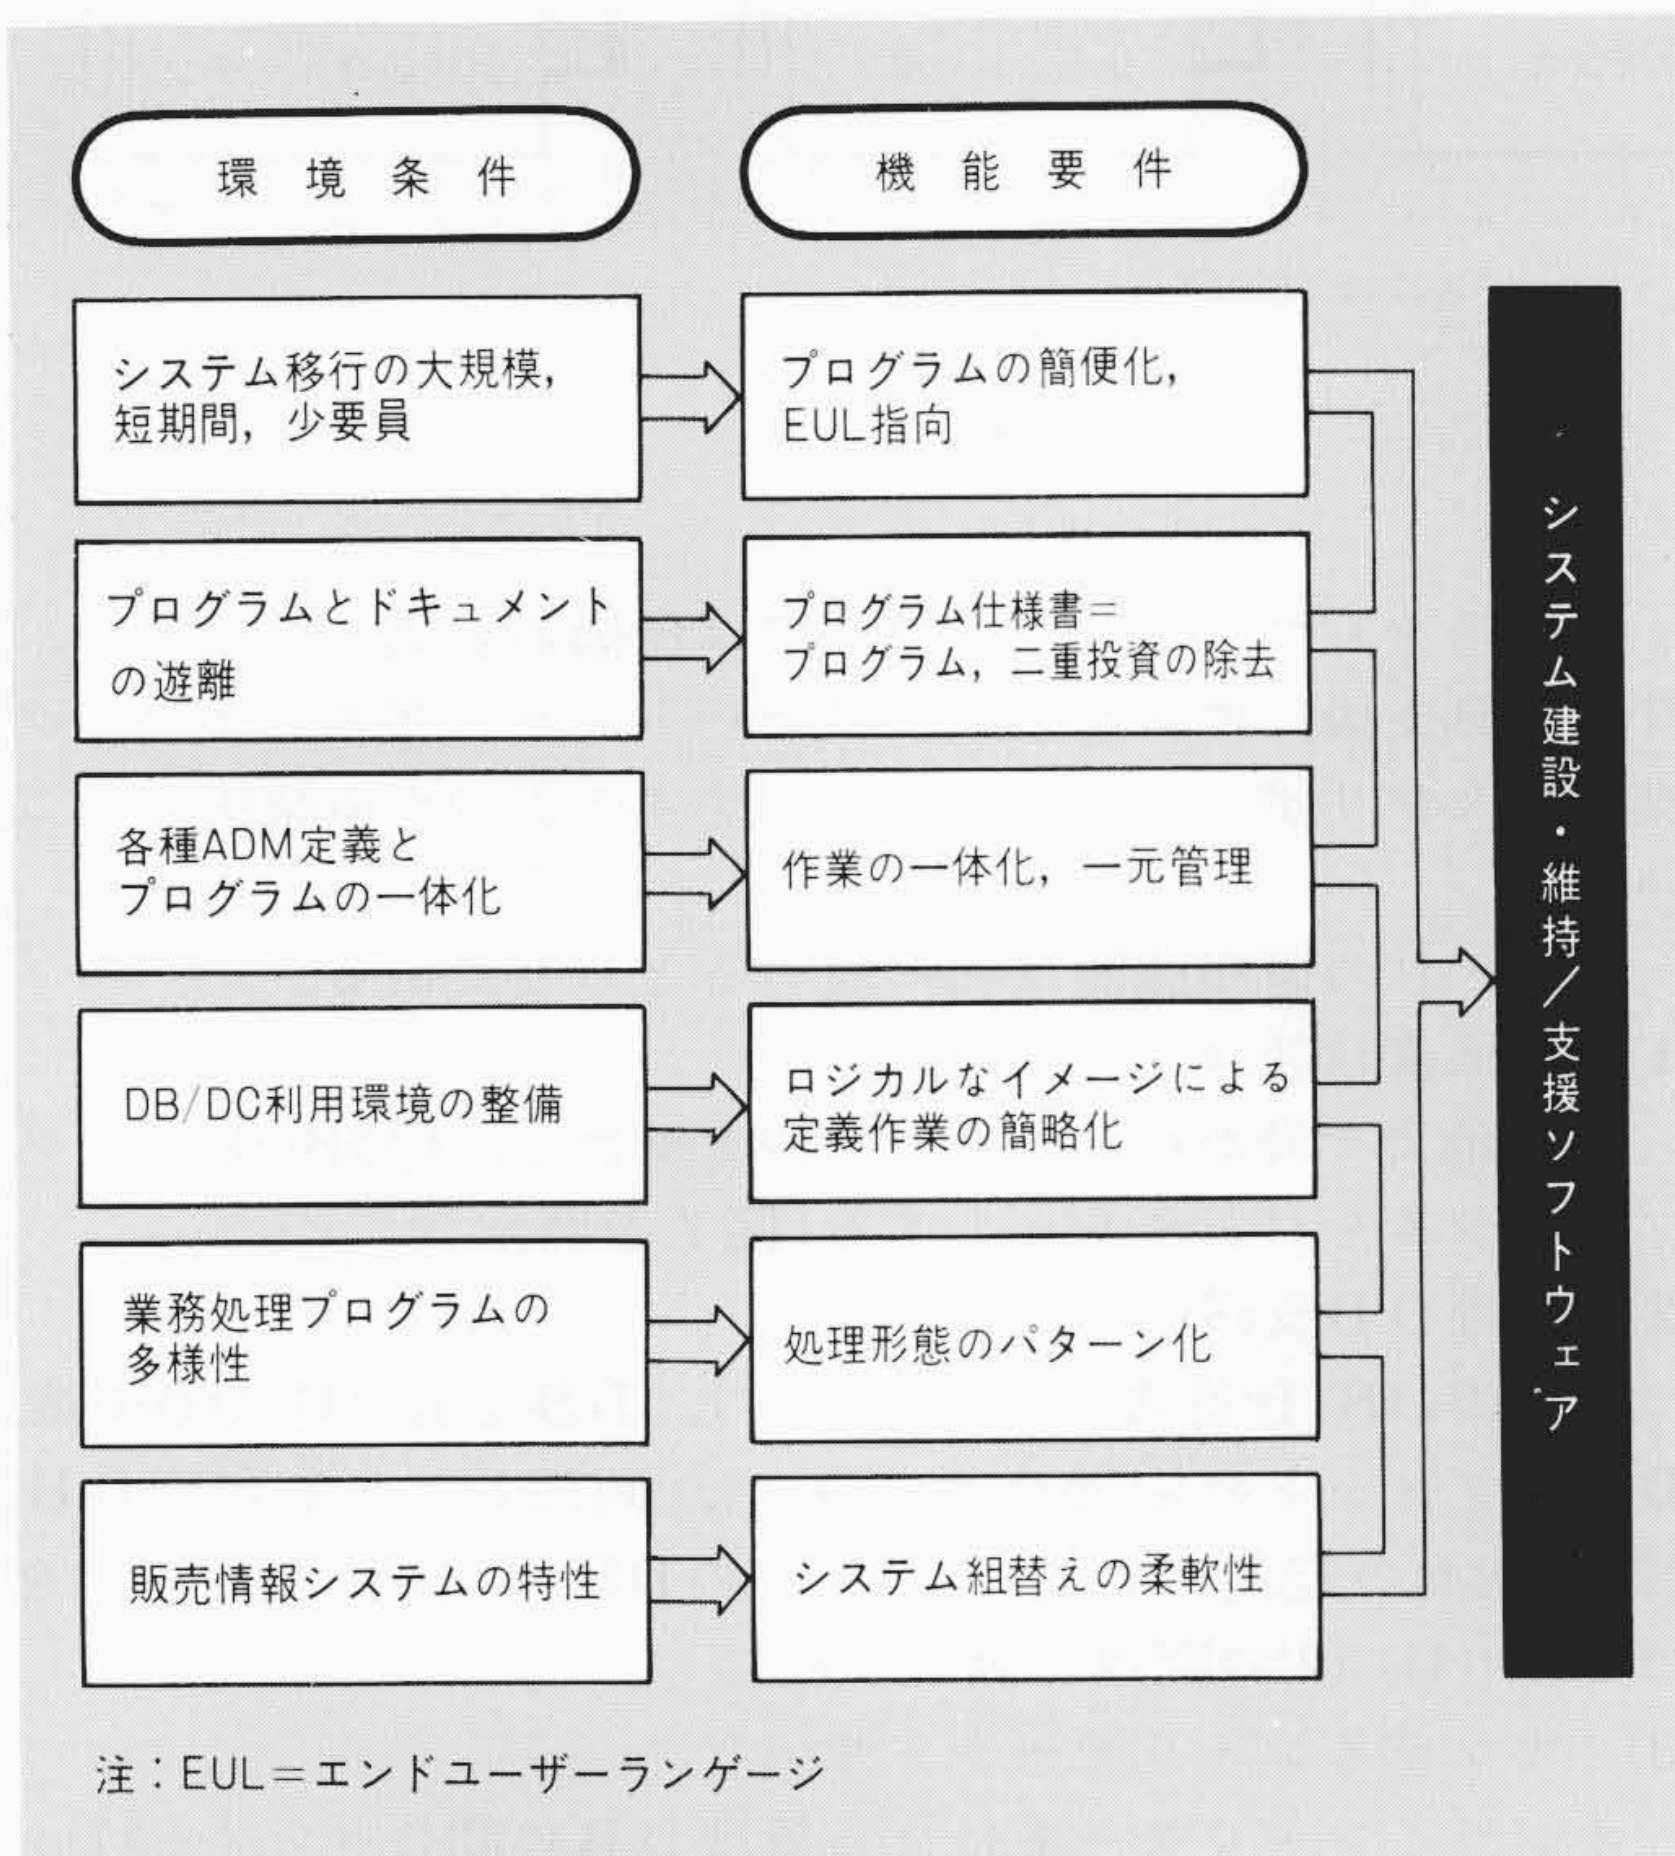 環境条件
機能要件
システム移行の大規模，
短期間，少要員
プログラムの簡便化，
EUL指向
プログラムとドキュメント
の遊離
プログラム仕様書＝
プログラム，二重投資の除去
各種ADM定義と
プログラムの一体化
作業の一体化，一元管理
DB/DC利用環境の整備
ロジカルなイメージによる
定義作業の簡略化
業務処理プログラムの
多様性
処理形態のパターン化
販売情報システムの特性
システム組替えの柔軟性
システム建設・維持／支援ソフトウェア
注：EUL＝エンドユーザーランゲージ